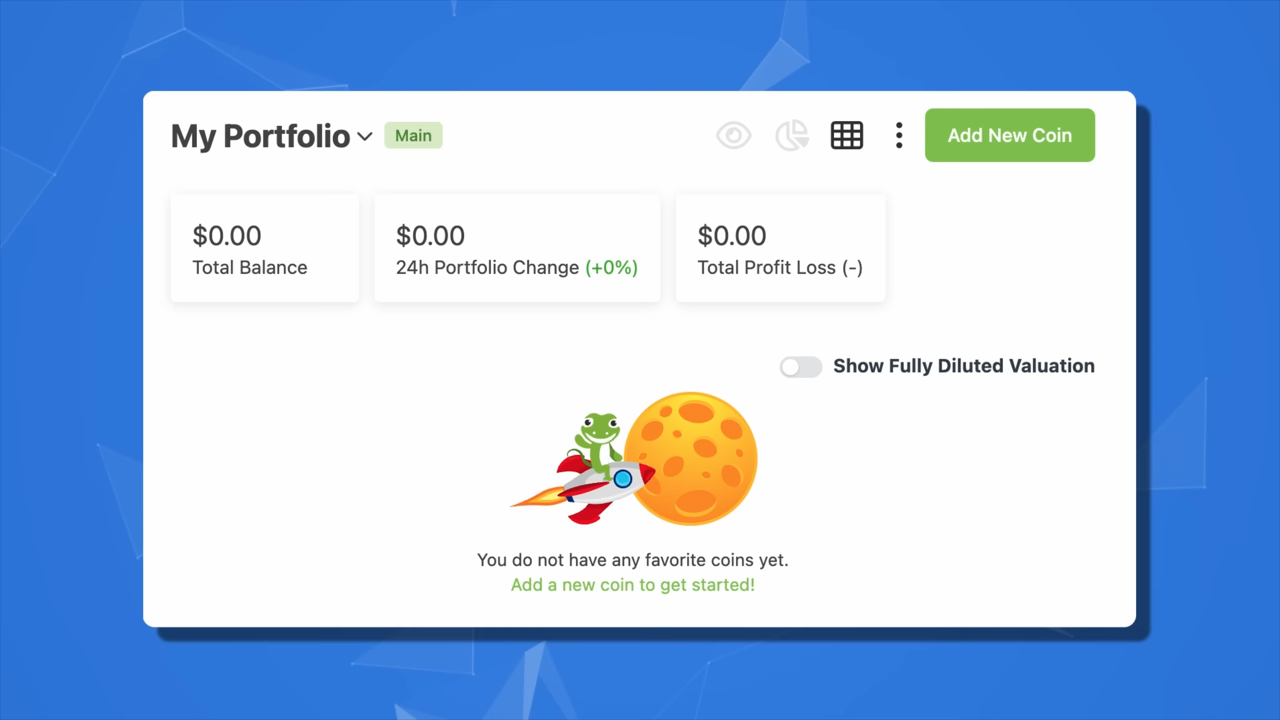 My Portfolio
Main
Add New Coin
$0.00
Total Balance
$0.00
24h Portfolio Change (+0%)
$0.00
Total Profit Loss (-)
Show Fully Diluted Valuation
You do not have any favorite coins yet.
Add a new coin to get started!